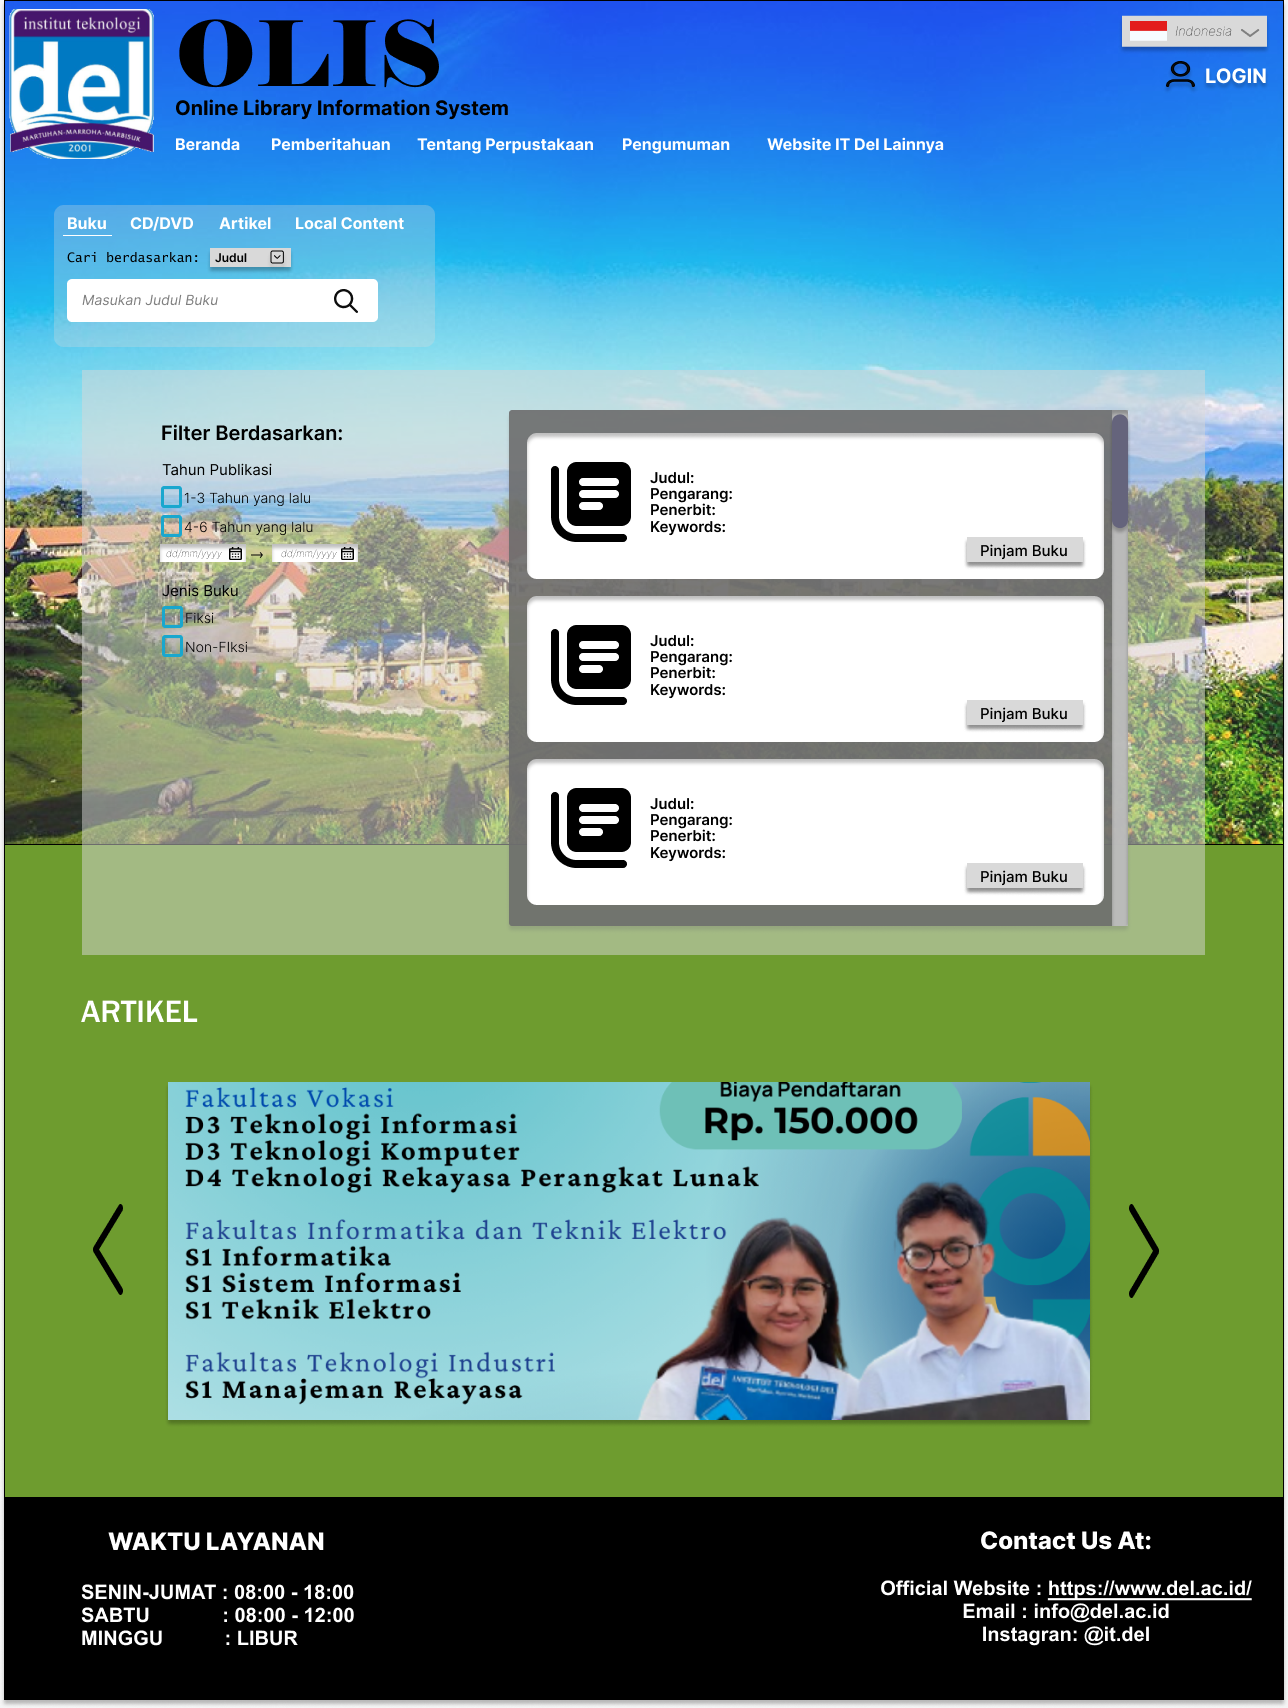 institut teknologi
del
MARTUHAN-MARROHA-MARBISUK
2001
OLIS
Online Library Information System
Indonesia
LOGIN
Beranda Pemberitahuan Tentang Perpustakaan Pengumuman Website IT Del Lainnya
Buku CD/DVD Artikel Local Content
Cari berdasarkan: Judul
Masukan Judul Buku
Filter Berdasarkan:
Tahun Publikasi
1-3 Tahun yang lalu
4-6 Tahun yang lalu
dd/mm/yyyy → dd/mm/yyyy
Jenis Buku
Fiksi
Non-FIksi
Judul:
Pengarang:
Penerbit:
Keywords:
Pinjam Buku
Judul:
Pengarang:
Penerbit:
Keywords:
Pinjam Buku
Judul:
Pengarang:
Penerbit:
Keywords:
Pinjam Buku
ARTIKEL
Fakultas Vokasi
D3 Teknologi Informasi
D3 Teknologi Komputer
D4 Teknologi Rekayasa Perangkat Lunak
Biaya Pendaftaran
Rp. 150.000
Fakultas Informatika dan Teknik Elektro
S1 Informatika
S1 Sistem Informasi
S1 Teknik Elektro
Fakultas Teknologi Industri
S1 Manajeman Rekayasa
del INSTITUT TEKNOLOGI DEL
WAKTU LAYANAN
SENIN-JUMAT : 08:00 - 18:00
SABTU : 08:00 - 12:00
MINGGU : LIBUR
Contact Us At:
Official Website : https://www.del.ac.id/
Email : info@del.ac.id
Instagran: @it.del